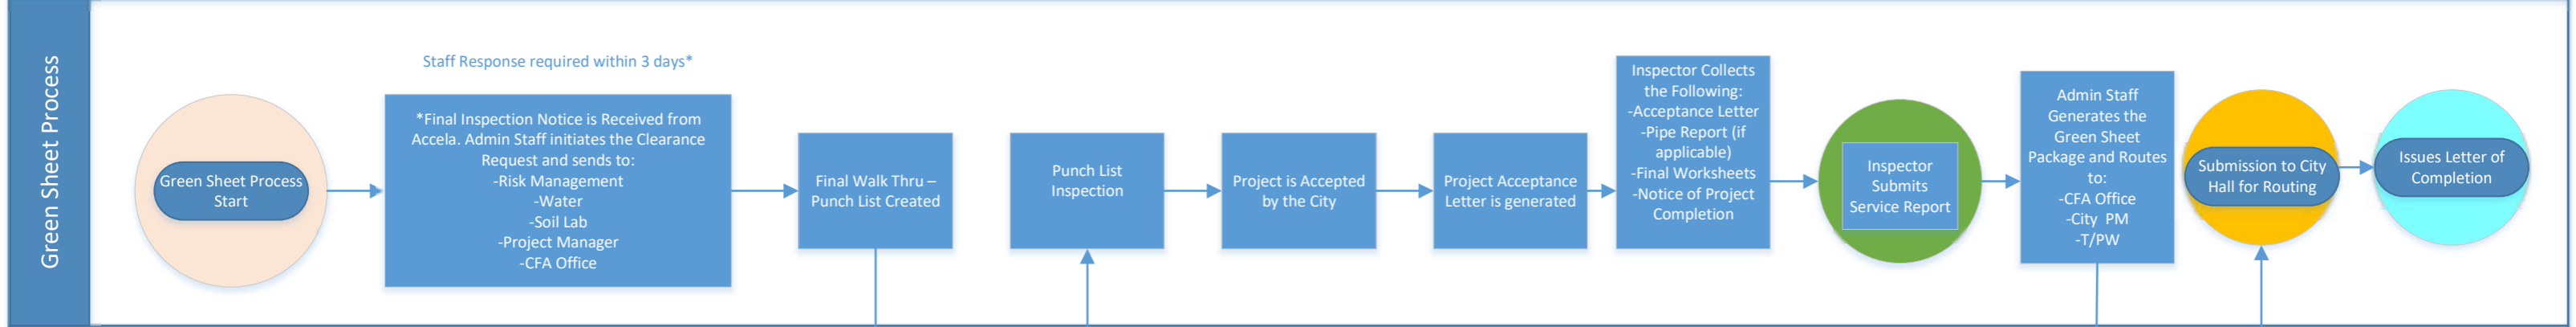 Green Sheet Process
Green Sheet Process
Start
Staff Response required within 3 days*
*Final Inspection Notice is Received from
Accela. Admin Staff initiates the Clearance
Request and sends to:
-Risk Management
-Water
-Soil Lab
-Project Manager
-CFA Office
Final Walk Thru –
Punch List Created
Punch List
Inspection
Project is Accepted
by the City
Project Acceptance
Letter is generated
Inspector Collects
the Following:
-Acceptance Letter
-Pipe Report (if
applicable)
-Final Worksheets
-Notice of Project
Completion
Inspector
Submits
Service Report
Admin Staff
Generates the
Green Sheet
Package and Routes
to:
-CFA Office
-City PM
-T/PW
Submission to City
Hall for Routing
Issues Letter of
Completion